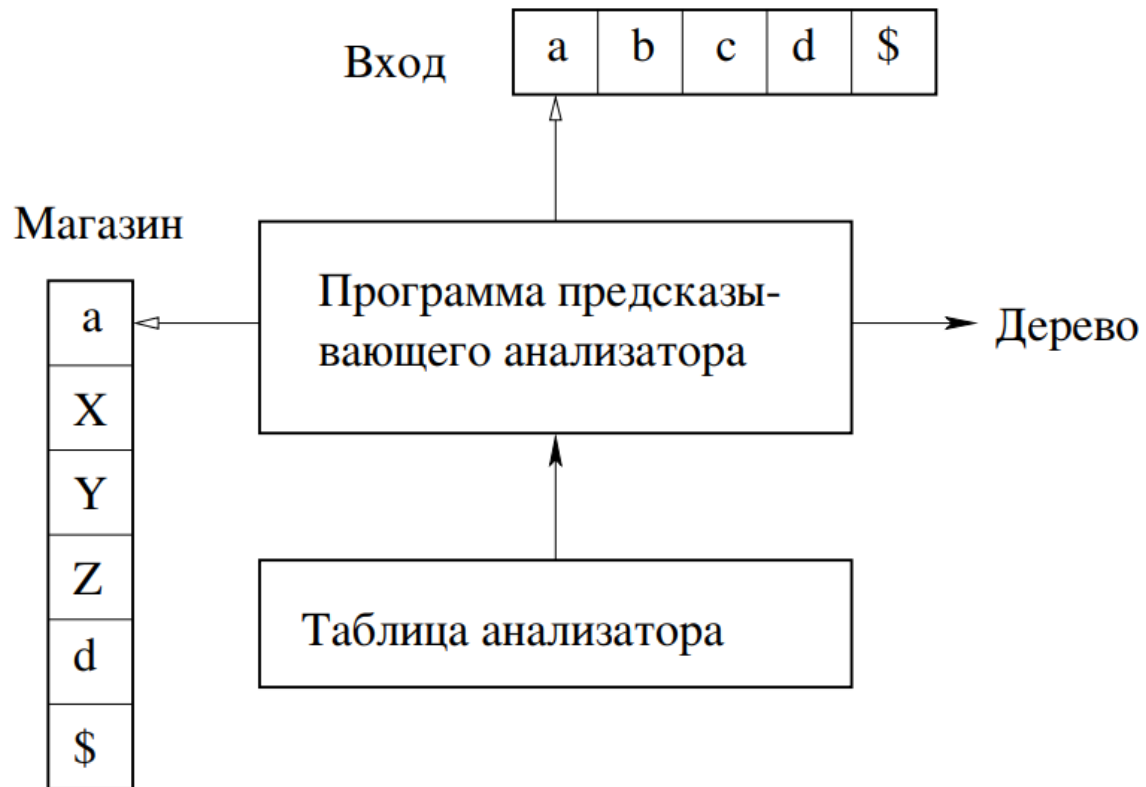 Вход
a b c d $
Магазин
a
X
Y
Z
d
$
Программа предсказы-
вающего анализатора
Дерево
Таблица анализатора